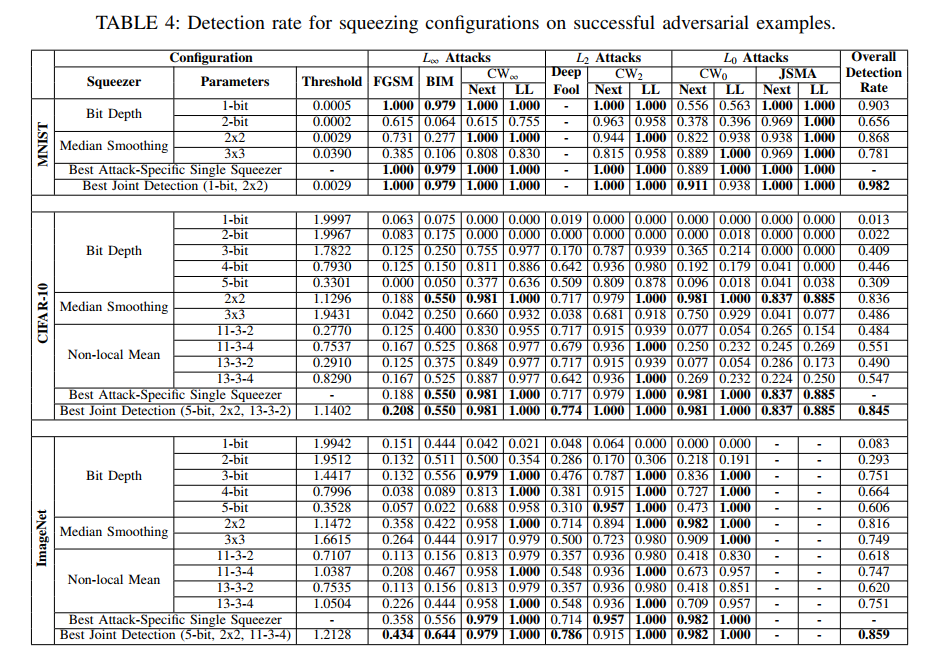 TABLE 4: Detection rate for squeezing configurations on successful adversarial examples.
Configuration L∞ Attacks L2 Attacks L0 Attacks Overall Detection Rate
Squeezer Parameters Threshold FGSM BIM CW∞ Deep Fool CW2 CW0 JSMA
Next LL Next LL Next LL Next LL
MNIST
Bit Depth 1-bit 0.0005 1.000 0.979 1.000 1.000 - 1.000 1.000 0.556 0.563 1.000 1.000 0.903
2-bit 0.0002 0.615 0.064 0.615 0.755 - 0.963 0.958 0.378 0.396 0.969 1.000 0.656
Median Smoothing 2x2 0.0029 0.731 0.277 1.000 1.000 - 0.944 1.000 0.822 0.938 0.938 1.000 0.868
3x3 0.0390 0.385 0.106 0.808 0.830 - 0.815 0.958 0.889 1.000 0.969 1.000 0.781
Best Attack-Specific Single Squeezer - 1.000 0.979 1.000 1.000 - 1.000 1.000 0.889 1.000 1.000 1.000 -
Best Joint Detection (1-bit, 2x2) 0.0029 1.000 0.979 1.000 1.000 - 1.000 1.000 0.911 0.938 1.000 1.000 0.982
CIFAR-10
Bit Depth 1-bit 1.9997 0.063 0.075 0.000 0.000 0.019 0.000 0.000 0.000 0.000 0.000 0.000 0.013
2-bit 1.9967 0.083 0.175 0.000 0.000 0.000 0.000 0.000 0.000 0.018 0.000 0.000 0.022
3-bit 1.7822 0.125 0.250 0.755 0.977 0.170 0.787 0.939 0.365 0.214 0.000 0.000 0.409
4-bit 0.7930 0.125 0.150 0.811 0.886 0.642 0.936 0.980 0.192 0.179 0.041 0.000 0.446
5-bit 0.3301 0.000 0.050 0.377 0.636 0.509 0.809 0.878 0.096 0.018 0.041 0.038 0.309
Median Smoothing 2x2 1.1296 0.188 0.550 0.981 1.000 0.717 0.979 1.000 0.981 1.000 0.837 0.885 0.836
3x3 1.9431 0.042 0.250 0.660 0.932 0.038 0.681 0.918 0.750 0.929 0.041 0.077 0.486
Non-local Mean 11-3-2 0.2770 0.125 0.400 0.830 0.955 0.717 0.915 0.939 0.077 0.054 0.265 0.154 0.484
11-3-4 0.7537 0.167 0.525 0.868 0.977 0.679 0.936 1.000 0.250 0.232 0.245 0.269 0.551
13-3-2 0.2910 0.125 0.375 0.849 0.977 0.717 0.915 0.939 0.077 0.054 0.286 0.173 0.490
13-3-4 0.8290 0.167 0.525 0.887 0.977 0.642 0.936 1.000 0.269 0.232 0.224 0.250 0.547
Best Attack-Specific Single Squeezer - 0.188 0.550 0.981 1.000 0.717 0.979 1.000 0.981 1.000 0.837 0.885 -
Best Joint Detection (5-bit, 2x2, 13-3-2) 1.1402 0.208 0.550 0.981 1.000 0.774 1.000 1.000 0.981 1.000 0.837 0.885 0.845
ImageNet
Bit Depth 1-bit 1.9942 0.151 0.444 0.042 0.021 0.048 0.064 0.000 0.000 0.000 - - 0.083
2-bit 1.9512 0.132 0.511 0.500 0.354 0.286 0.170 0.306 0.218 0.191 - - 0.293
3-bit 1.4417 0.132 0.556 0.979 1.000 0.476 0.787 1.000 0.836 1.000 - - 0.751
4-bit 0.7996 0.038 0.089 0.813 1.000 0.381 0.915 1.000 0.727 1.000 - - 0.664
5-bit 0.3528 0.057 0.022 0.688 0.958 0.310 0.957 1.000 0.473 1.000 - - 0.606
Median Smoothing 2x2 1.1472 0.358 0.422 0.958 1.000 0.714 0.894 1.000 0.982 1.000 - - 0.816
3x3 1.6615 0.264 0.444 0.917 0.979 0.500 0.723 0.980 0.909 1.000 - - 0.749
Non-local Mean 11-3-2 0.7107 0.113 0.156 0.813 0.979 0.357 0.936 0.980 0.418 0.830 - - 0.618
11-3-4 1.0387 0.208 0.467 0.958 1.000 0.548 0.936 1.000 0.673 0.957 - - 0.747
13-3-2 0.7535 0.113 0.156 0.813 0.979 0.357 0.936 0.980 0.418 0.851 - - 0.620
13-3-4 1.0504 0.226 0.444 0.958 1.000 0.548 0.936 1.000 0.709 0.957 - - 0.751
Best Attack-Specific Single Squeezer - 0.358 0.556 0.979 1.000 0.714 0.957 1.000 0.982 1.000 - - -
Best Joint Detection (5-bit, 2x2, 11-3-4) 1.2128 0.434 0.644 0.979 1.000 0.786 0.915 1.000 0.982 1.000 - - 0.859